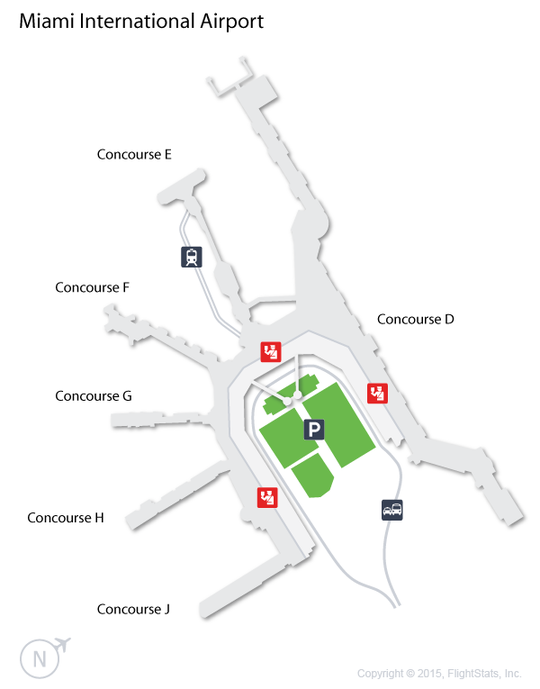 Miami International Airport
Concourse E
Concourse F
Concourse D
Concourse G
P
Concourse H
Concourse J
N
Copyright © 2015, FlightStats, Inc.